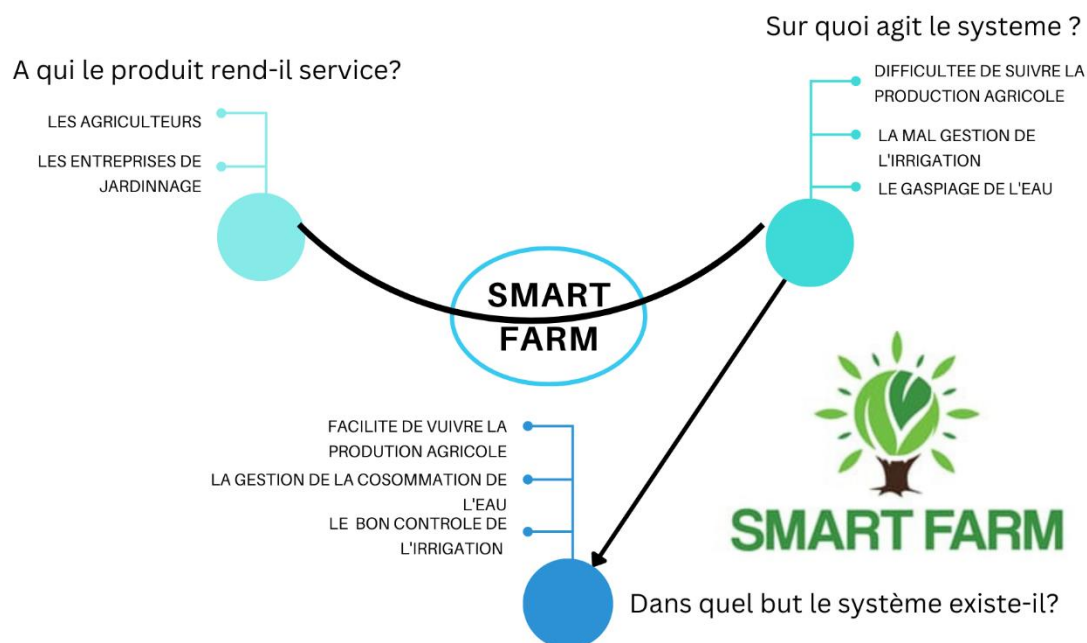 Sur quoi agit le systeme ?
A qui le produit rend-il service?
DIFFICULTEE DE SUIVRE LA
PRODUCTION AGRICOLE
LES AGRICULTEURS
LA MAL GESTION DE
L'IRRIGATION
LES ENTREPRISES DE
JARDINNAGE
LE GASPIAGE DE L'EAU
SMART
FARM
FACILITE DE VUIVRE LA
PRODUTION AGRICOLE
LA GESTION DE LA COSOMMATION DE
L'EAU
LE BON CONTROLE DE
L'IRRIGATION
SMART FARM
Dans quel but le système existe-il?